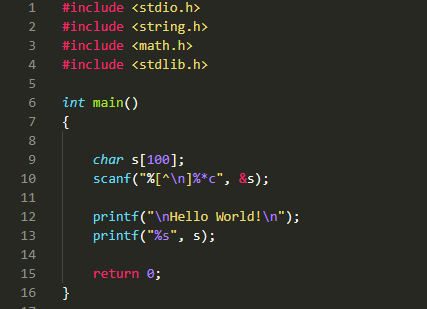 1 #include <stdio.h>
2 #include <string.h>
3 #include <math.h>
4 #include <stdlib.h>
5
6 int main()
7 {
8
9 char s[100];
10 scanf("%[^\n]%*c", &s);
11
12 printf("\nHello World!\n");
13 printf("%s", s);
14
15 return 0;
16 }
17